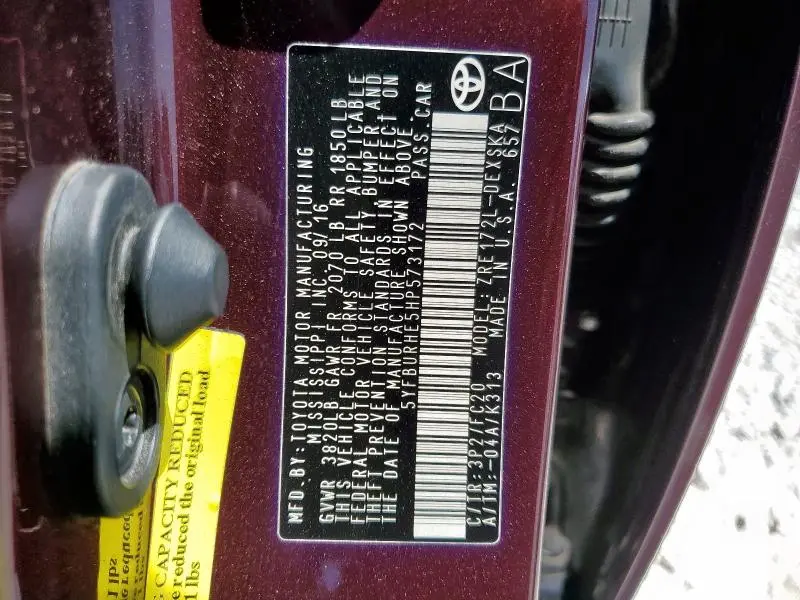 MFD.BY:TOYOTA MOTOR MANUFACTURING
MISSISSIPPI INC. 09/16
GVWR 3820LB GAWR FR 2070 LB RR 1850 LB
THIS VEHICLE CONFORMS TO ALL APPLICABLE
FEDERAL MOTOR VEHICLE SAFETY, BUMPER AND
THEFT PREVENTION STANDARDS IN EFFECT ON
THE DATE OF MANUFACTURE SHOWN ABOVE
5YFBURHE5HP573172 PASS.CAR
C/TR:3P2/FC20 MODEL:ZRE172L-DEXSKA
A/TM:-04A/K313 MADE IN U.S.A. 657
BA
CAPACITY REDUCED
reduced the original load
lbs